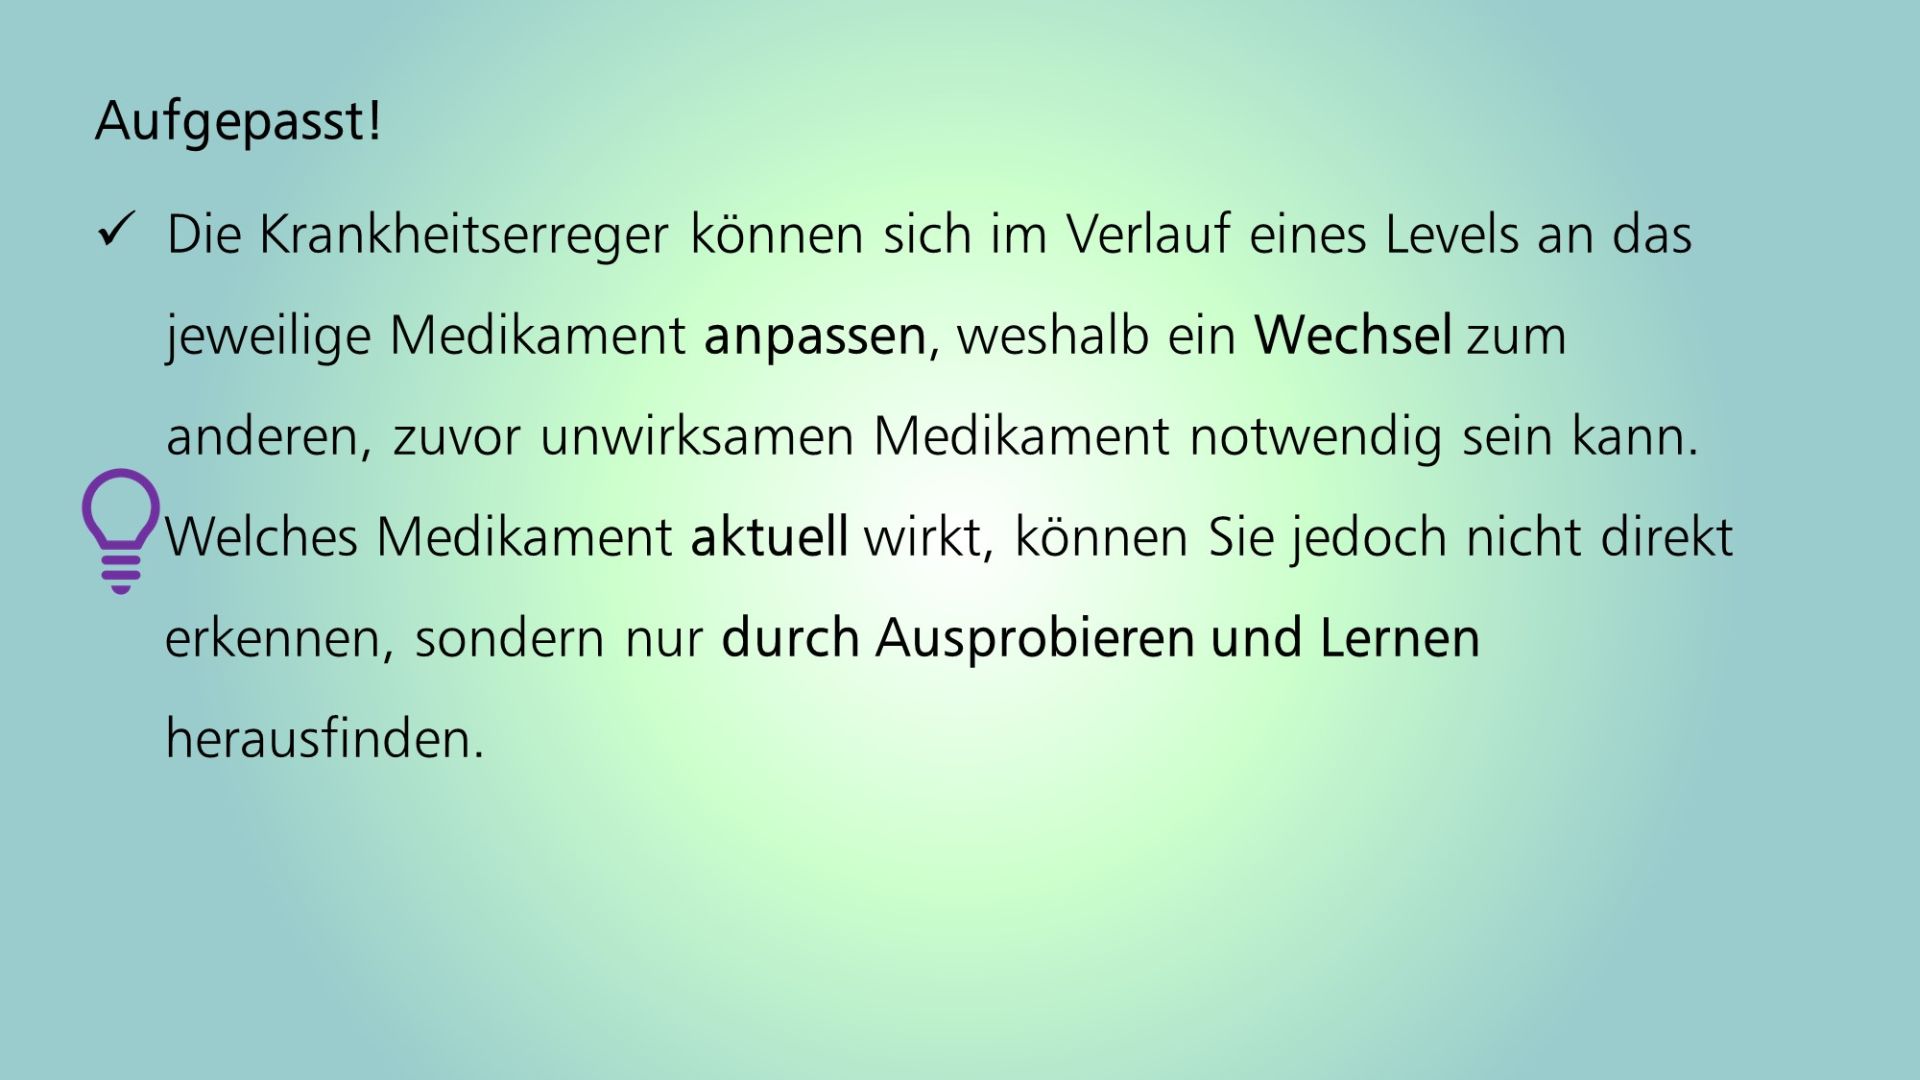 Aufgepasst!
✓ Die Krankheitserreger können sich im Verlauf eines Levels an das
jeweilige Medikament anpassen, weshalb ein Wechsel zum
anderen, zuvor unwirksamen Medikament notwendig sein kann.
Welches Medikament aktuell wirkt, können Sie jedoch nicht direkt
erkennen, sondern nur durch Ausprobieren und Lernen
herausfinden.